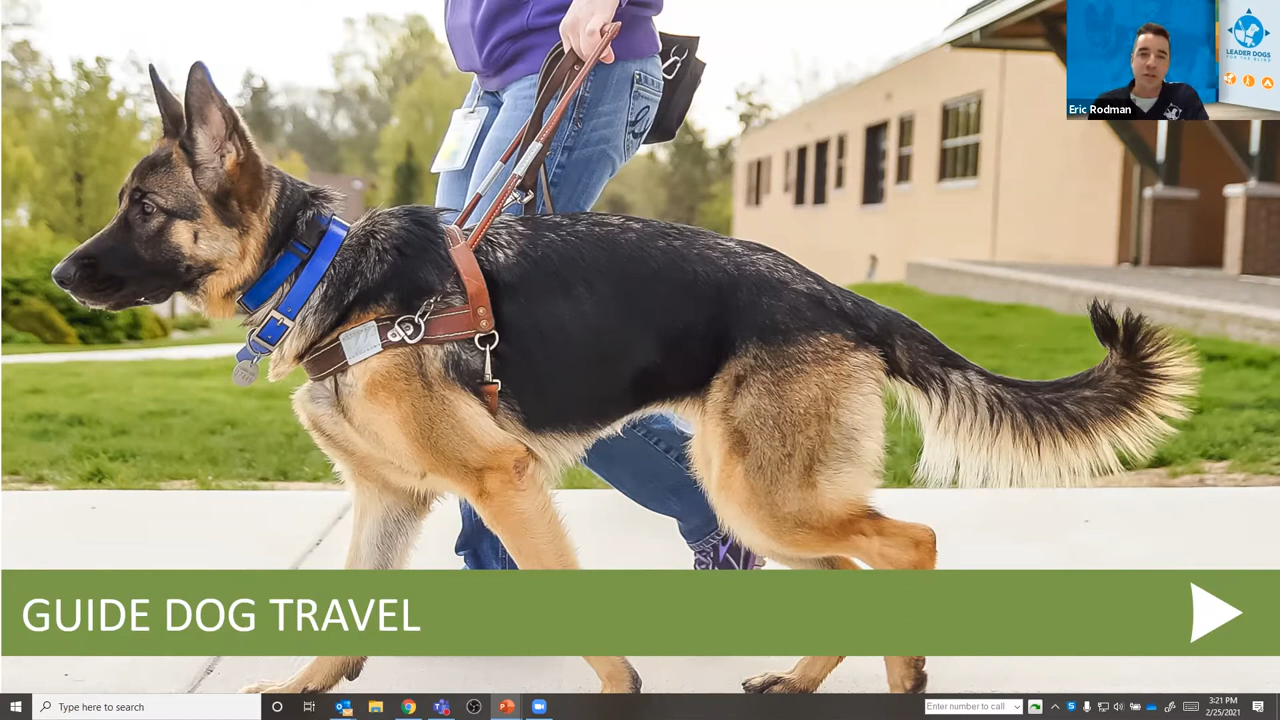 LEADER DOGS
FOR THE BLIND
Eric Rodman
GUIDE DOG TRAVEL
Type here to search
Enter number to call
3:21 PM
2/25/2021